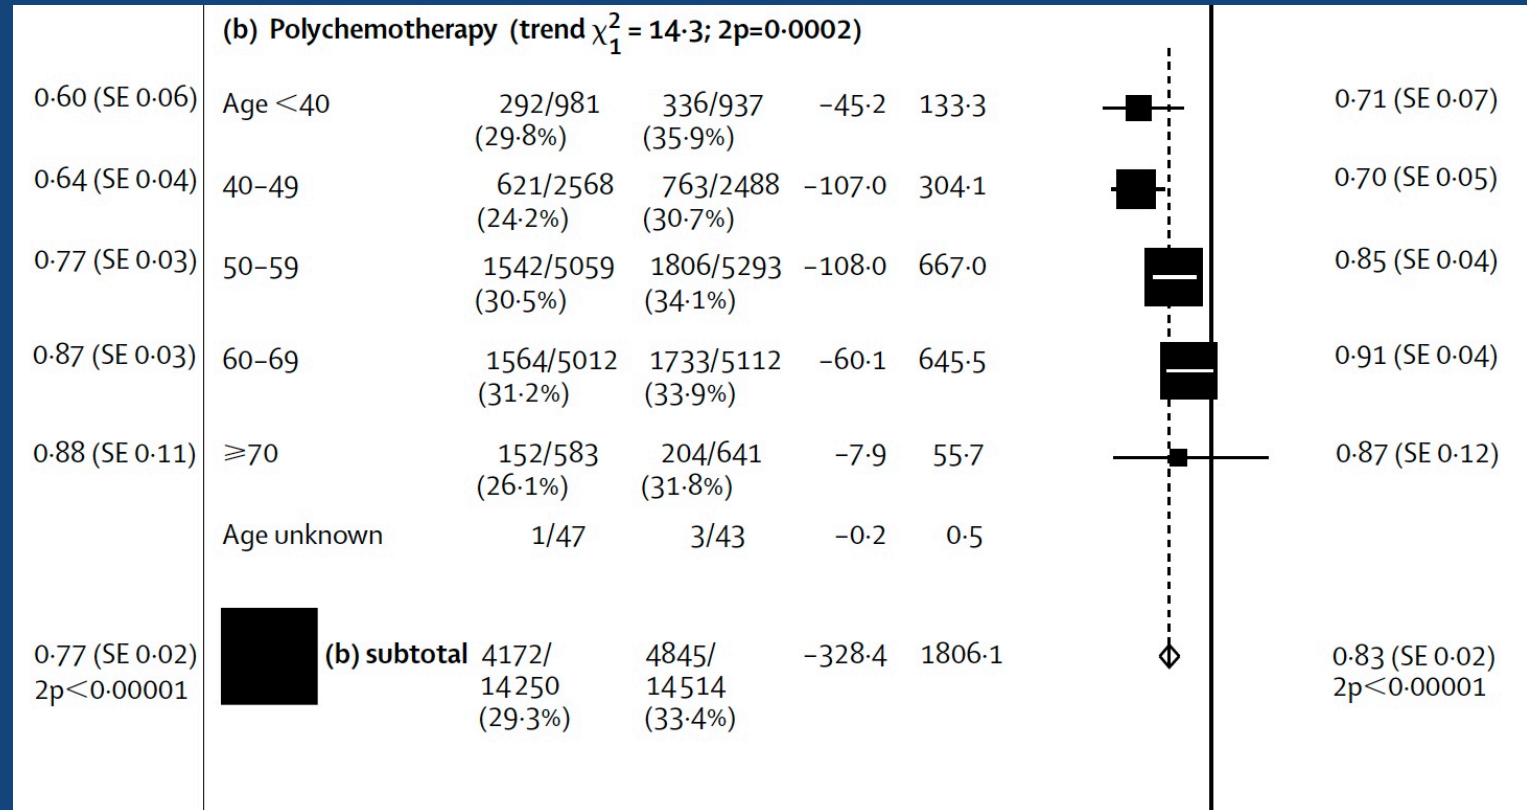 (b) Polychemotherapy (trend χ²₁ = 14·3; 2p=0·0002)
0·60 (SE 0·06) Age <40 292/981 336/937 −45·2 133·3 0·71 (SE 0·07)
(29·8%) (35·9%)
0·64 (SE 0·04) 40–49 621/2568 763/2488 −107·0 304·1 0·70 (SE 0·05)
(24·2%) (30·7%)
0·77 (SE 0·03) 50–59 1542/5059 1806/5293 −108·0 667·0 0·85 (SE 0·04)
(30·5%) (34·1%)
0·87 (SE 0·03) 60–69 1564/5012 1733/5112 −60·1 645·5 0·91 (SE 0·04)
(31·2%) (33·9%)
0·88 (SE 0·11) ≥70 152/583 204/641 −7·9 55·7 0·87 (SE 0·12)
(26·1%) (31·8%)
Age unknown 1/47 3/43 −0·2 0·5
0·77 (SE 0·02) (b) subtotal 4172/ 4845/ −328·4 1806·1 0·83 (SE 0·02)
2p<0·00001 14250 14514 2p<0·00001
(29·3%) (33·4%)